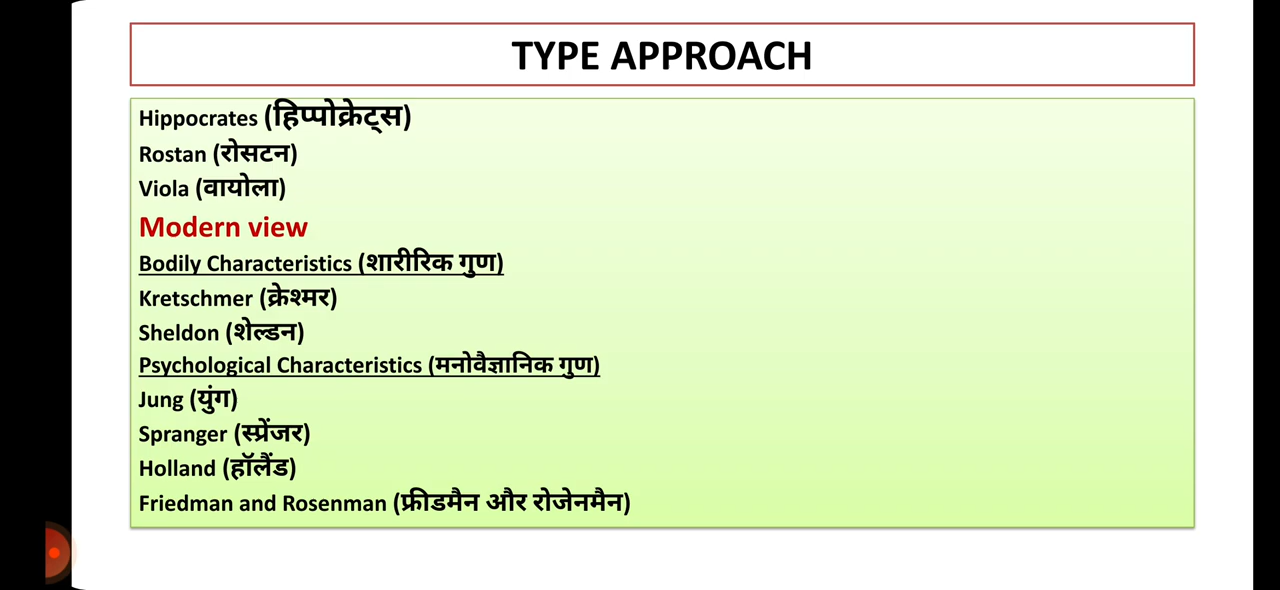 TYPE APPROACH
Hippocrates (हिप्पोक्रेट्स)
Rostan (रोसटन)
Viola (वायोला)
Modern view
Bodily Characteristics (शारीरिक गुण)
Kretschmer (क्रेश्मर)
Sheldon (शेल्डन)
Psychological Characteristics (मनोवैज्ञानिक गुण)
Jung (युंग)
Spranger (स्प्रेंजर)
Holland (हॉलैंड)
Friedman and Rosenman (फ्रीडमैन और रोजेनमैन)